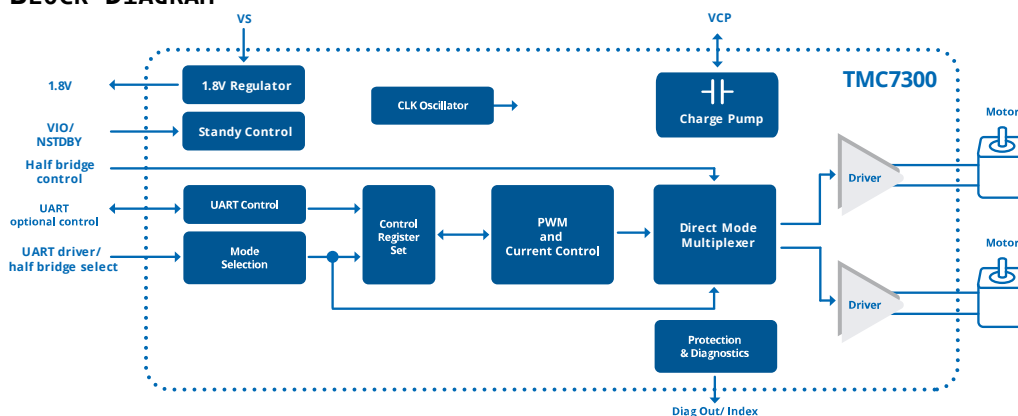 BLOCK DIAGRAM
VS
VCP
TMC7300
1.8V
1.8V Regulator
CLK Oscillator
Charge Pump
Motor
VIO/
NSTDBY
Standy Control
Half bridge
control
Driver
UART
optional control
UART Control
Control
Register
Set
PWM
and
Current Control
Direct Mode
Multiplexer
UART driver/
half bridge select
Mode
Selection
Motor
Driver
Protection
& Diagnostics
Diag Out/ Index